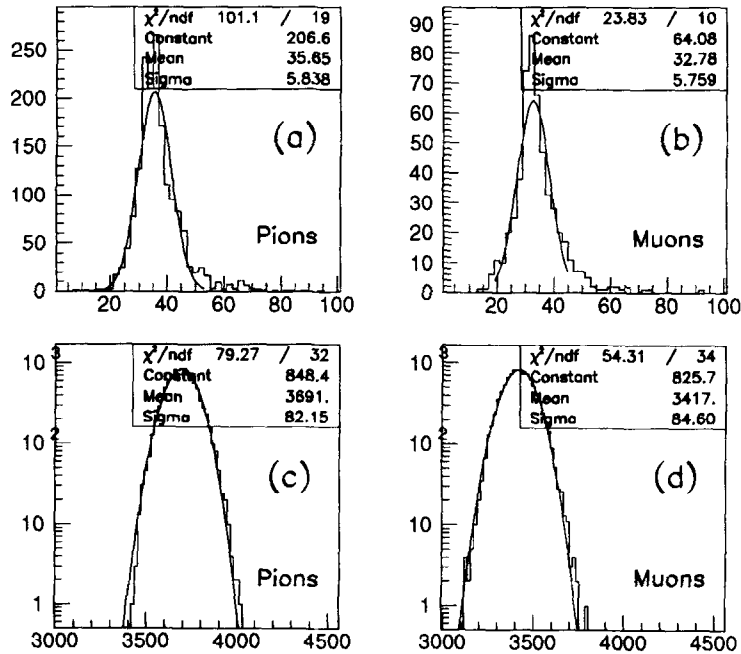 χ²/ndf 101.1 / 19
Constant 206.6
Mean 35.65
Sigma 5.838
250
200
150
100
50
0
20 40 60 80 100
(a)
Pions
χ²/ndf 23.83 / 10
Constant 64.08
Mean 32.78
Sigma 5.759
90
80
70
60
50
40
30
20
10
0
20 40 60 80 100
(b)
Muons
χ²/ndf 79.27 / 32
Constant 848.4
Mean 3691.
Sigma 82.15
10³
10²
10
1
3000 3500 4000 4500
(c)
Pions
χ²/ndf 54.31 / 34
Constant 825.7
Mean 3417.
Sigma 84.60
10³
10²
10
1
3000 3500 4000 4500
(d)
Muons